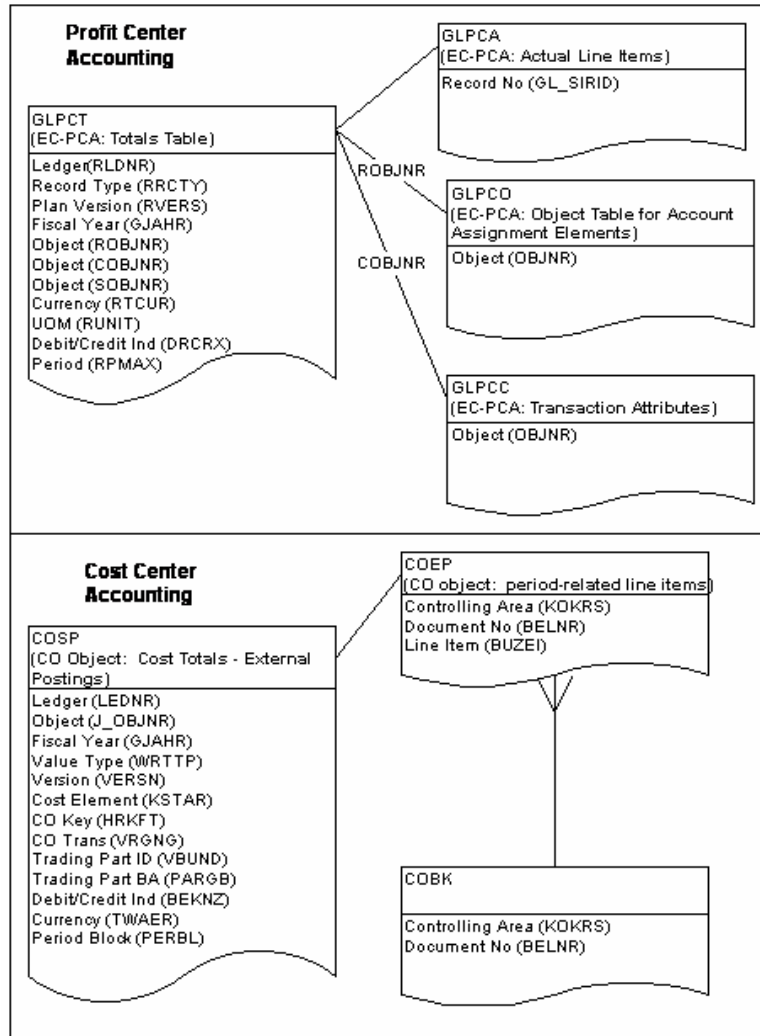 Profit Center
Accounting
GLPCT
(EC-PCA: Totals Table)
Ledger(RLDNR)
Record Type (RRCTY)
Plan Version (RVERS)
Fiscal Year (GJAHR)
Object (ROBJNR)
Object (COBJNR)
Object (SOBJNR)
Currency (RTCUR)
UOM (RUNIT)
Debit/Credit Ind (DRCRX)
Period (RPMAX)
ROBJNR
COBJNR
GLPCA
(EC-PCA: Actual Line Items)
Record No (GL_SIRID)
GLPCO
(EC-PCA: Object Table for Account
Assignment Elements)
Object (OBJNR)
GLPCC
(EC-PCA: Transaction Attributes)
Object (OBJNR)
Cost Center
Accounting
COSP
(CO Object: Cost Totals - External
Postings)
Ledger (LEDNR)
Object (J_OBJNR)
Fiscal Year (GJAHR)
Value Type (WRTTP)
Version (VERSN)
Cost Element (KSTAR)
CO Key (HRKFT)
CO Trans (VRGNG)
Trading Part ID (VBUND)
Trading Part BA (PARGB)
Debit/Credit Ind (BEKNZ)
Currency (TWAER)
Period Block (PERBL)
COEP
(CO object: period-related line items)
Controlling Area (KOKRS)
Document No (BELNR)
Line Item (BUZEI)
COBK
Controlling Area (KOKRS)
Document No (BELNR)